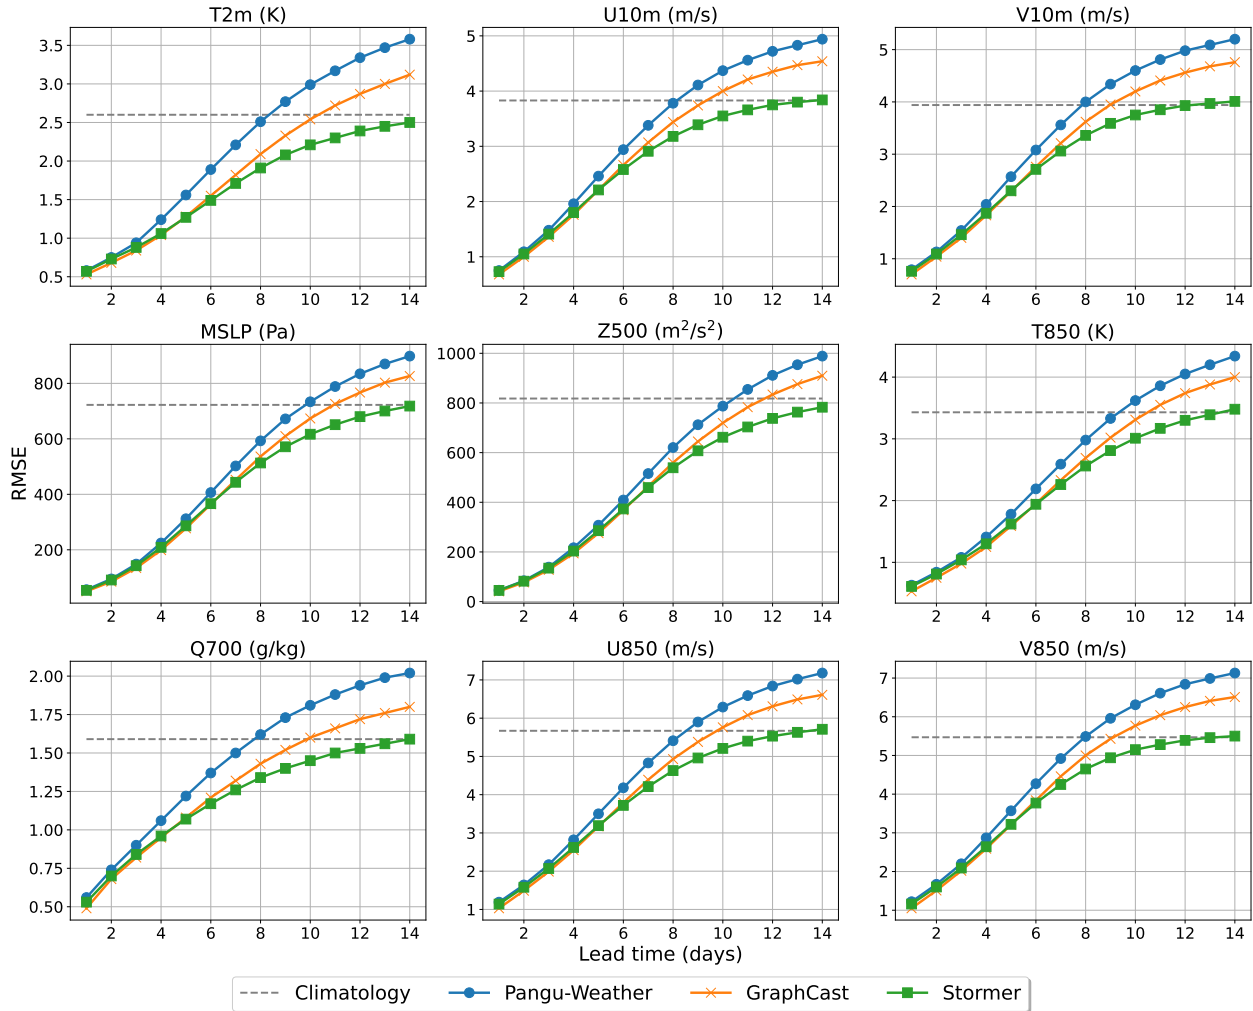 T2m (K)
U10m (m/s)
V10m (m/s)
3.5
3.0
2.5
2.0
1.5
1.0
0.5
2 4 6 8 10 12 14
5
4
3
2
1
2 4 6 8 10 12 14
5
4
3
2
1
2 4 6 8 10 12 14
RMSE
MSLP (Pa)
Z500 (m²/s²)
T850 (K)
800
600
400
200
2 4 6 8 10 12 14
1000
800
600
400
200
0
2 4 6 8 10 12 14
4
3
2
1
2 4 6 8 10 12 14
Q700 (g/kg)
U850 (m/s)
V850 (m/s)
2.00
1.75
1.50
1.25
1.00
0.75
0.50
2 4 6 8 10 12 14
7
6
5
4
3
2
1
2 4 6 8 10 12 14
7
6
5
4
3
2
1
2 4 6 8 10 12 14
Lead time (days)
Climatology Pangu-Weather GraphCast Stormer